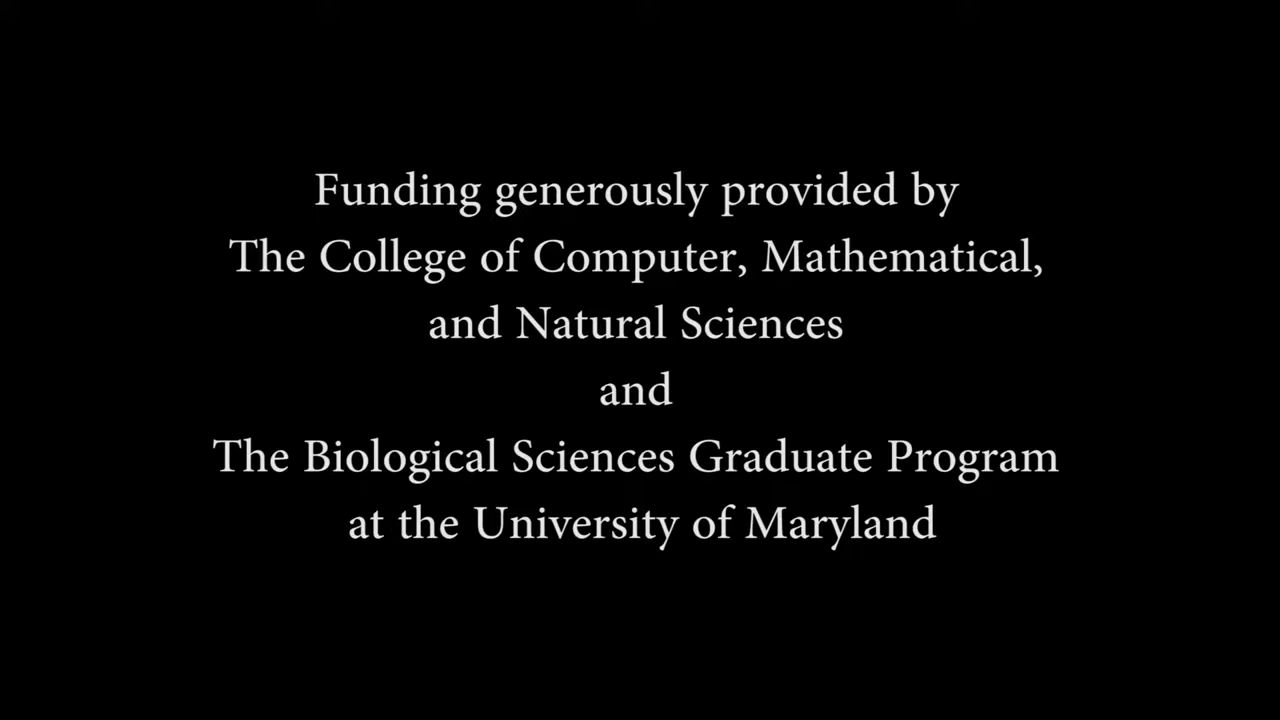 Funding generously provided by
The College of Computer, Mathematical,
and Natural Sciences
and
The Biological Sciences Graduate Program
at the University of Maryland